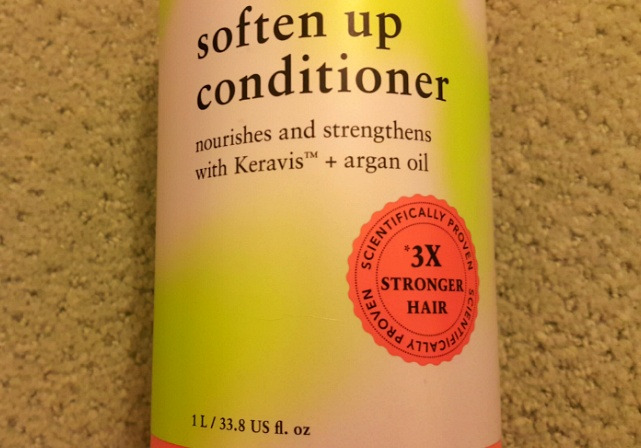 soften up
conditioner
nourishes and strengthens
with Keravis™ + argan oil
SCIENTIFICALLY PROVEN
*3X
STRONGER
HAIR
SCIENTIFICALLY PROVEN
1 L / 33.8 US fl. oz